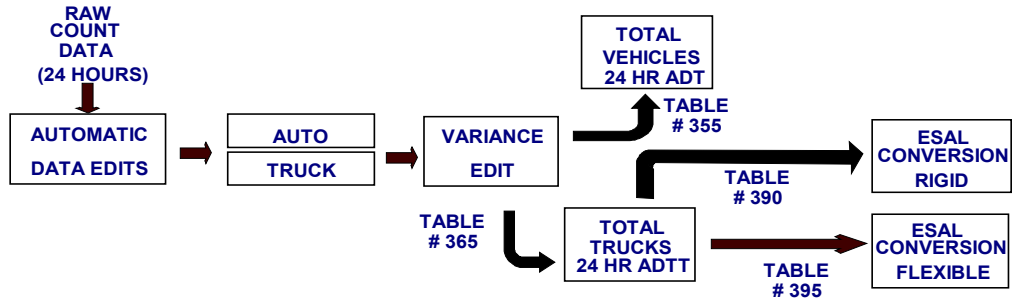 RAW
COUNT
DATA
(24 HOURS)
AUTOMATIC
DATA EDITS
AUTO
TRUCK
VARIANCE
EDIT
TOTAL
VEHICLES
24 HR ADT
TABLE
# 355
TABLE
# 365
TOTAL
TRUCKS
24 HR ADTT
TABLE
# 390
ESAL
CONVERSION
RIGID
TABLE
# 395
ESAL
CONVERSION
FLEXIBLE